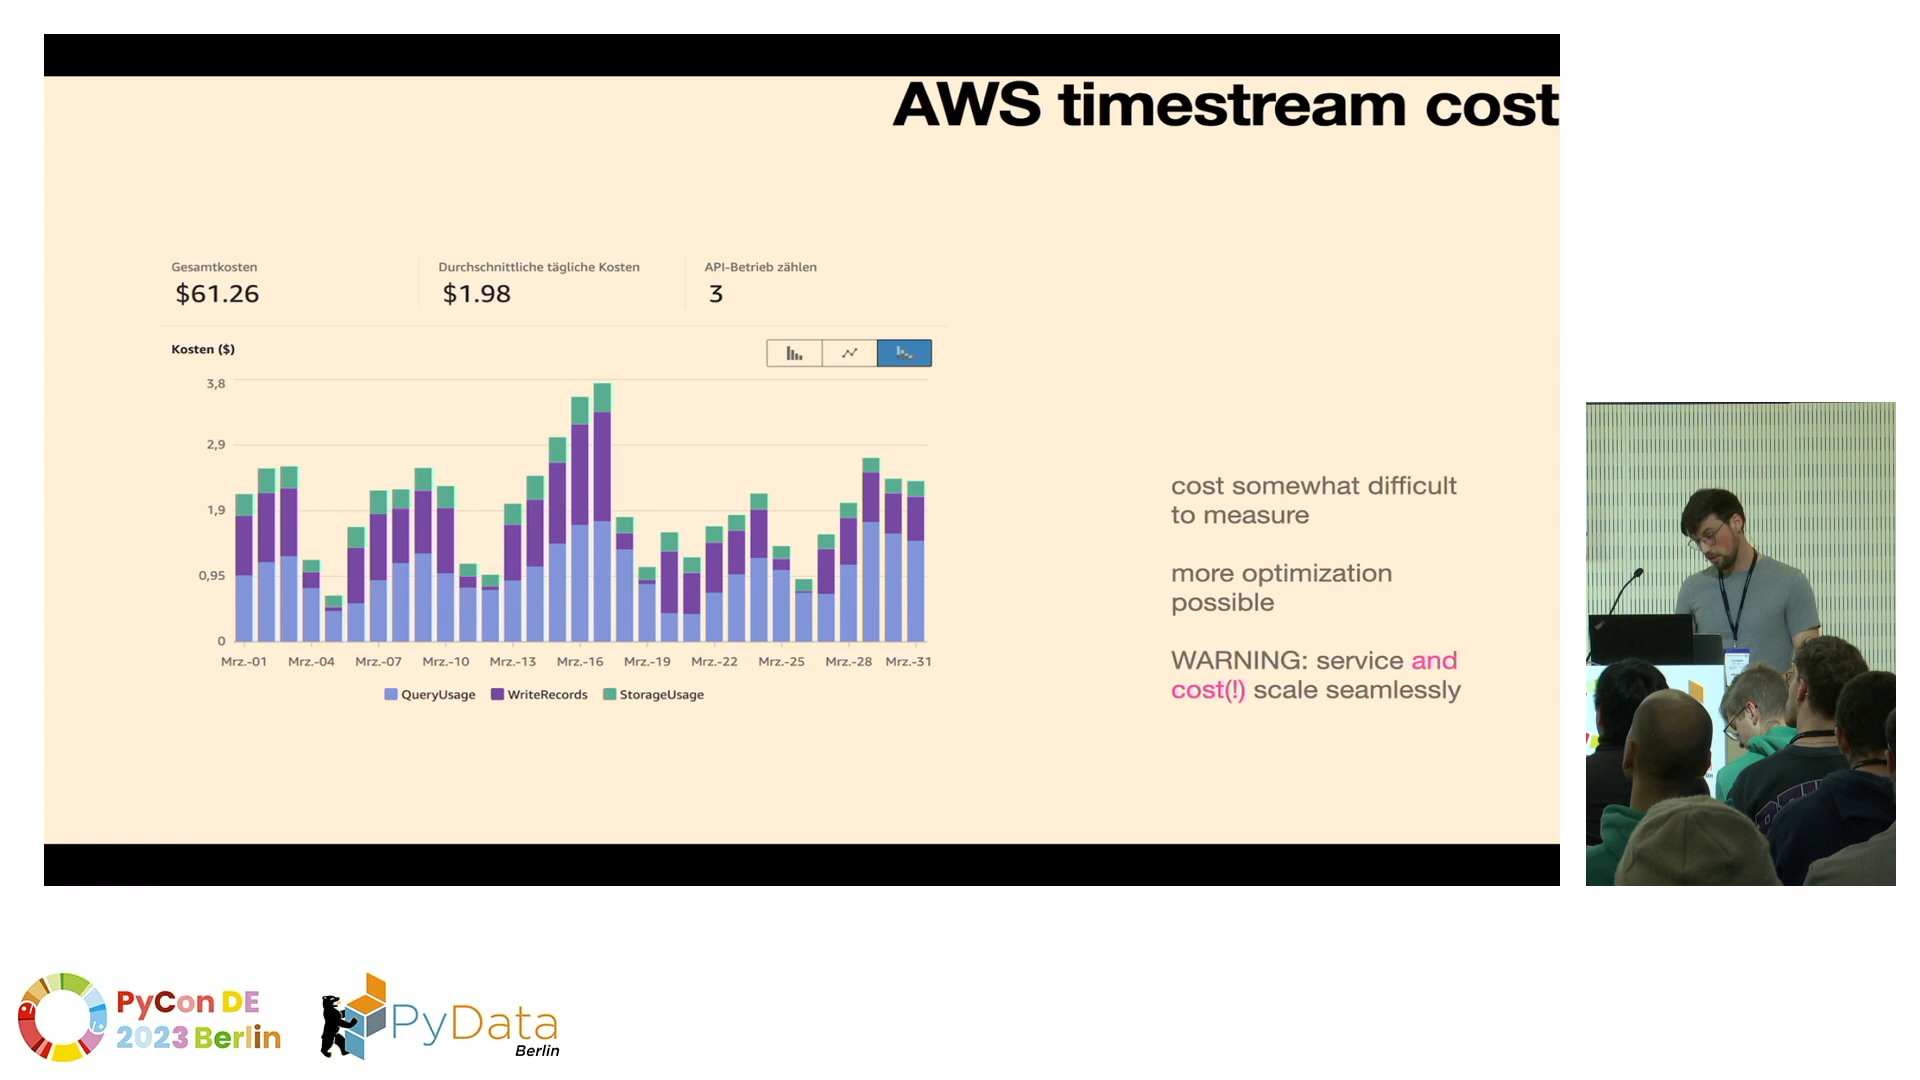 AWS timestream cost
Gesamtkosten
$61.26
Durchschnittliche tägliche Kosten
$1.98
API-Betrieb zählen
3
Kosten ($)
3,8
2,9
1,9
0,95
0
Mrz.-01 Mrz.-04 Mrz.-07 Mrz.-10 Mrz.-13 Mrz.-16 Mrz.-19 Mrz.-22 Mrz.-25 Mrz.-28 Mrz.-31
QueryUsage WriteRecords StorageUsage
cost somewhat difficult
to measure
more optimization
possible
WARNING: service and
cost(!) scale seamlessly
PyCon DE
2023 Berlin
PyData
Berlin